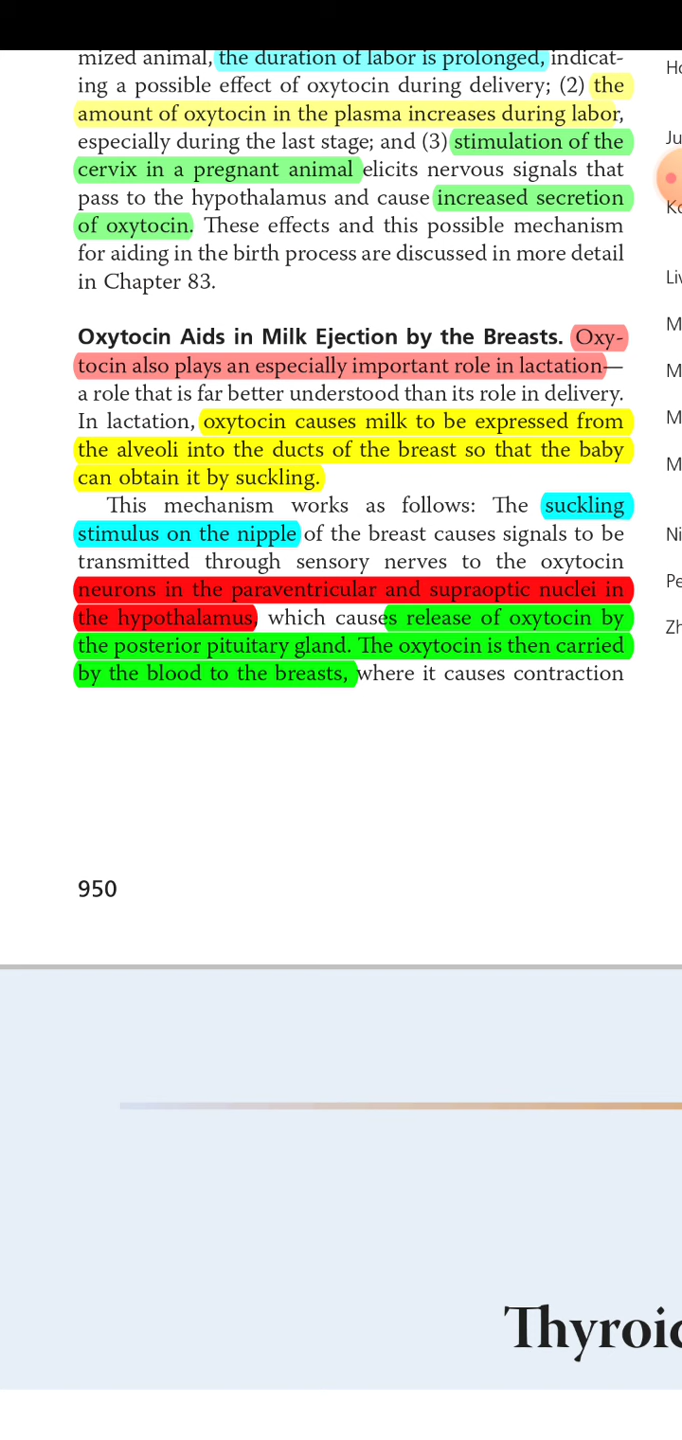 mized animal, the duration of labor is prolonged, indicat-
ing a possible effect of oxytocin during delivery; (2) the
amount of oxytocin in the plasma increases during labor,
especially during the last stage; and (3) stimulation of the
cervix in a pregnant animal elicits nervous signals that
pass to the hypothalamus and cause increased secretion
of oxytocin. These effects and this possible mechanism
for aiding in the birth process are discussed in more detail
in Chapter 83.
Oxytocin Aids in Milk Ejection by the Breasts. Oxy-
tocin also plays an especially important role in lactation—
a role that is far better understood than its role in delivery.
In lactation, oxytocin causes milk to be expressed from
the alveoli into the ducts of the breast so that the baby
can obtain it by suckling.
This mechanism works as follows: The suckling
stimulus on the nipple of the breast causes signals to be
transmitted through sensory nerves to the oxytocin
neurons in the paraventricular and supraoptic nuclei in
the hypothalamus, which causes release of oxytocin by
the posterior pituitary gland. The oxytocin is then carried
by the blood to the breasts, where it causes contraction
950
Ho
Ju
Ko
Liv
M
M
M
M
Ni
Pe
Zh
Thyroid